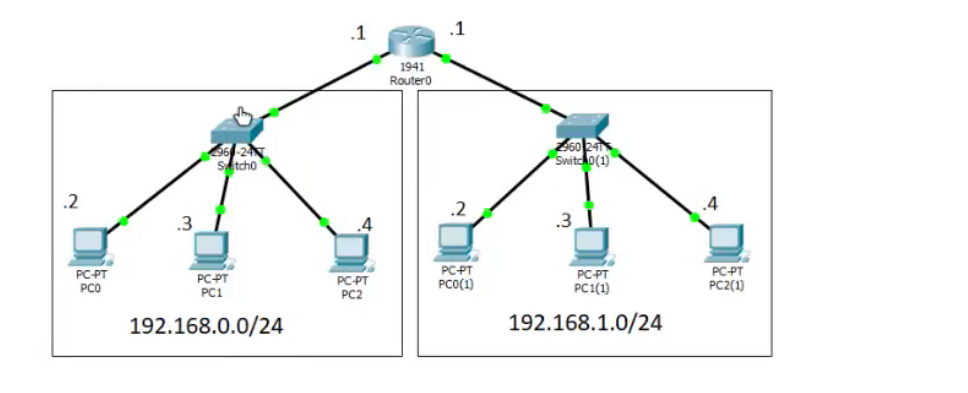 .1
.1
1941
Router0
2960-24TT
Switch0
2960-24TT
Switch0(1)
.2
.3
.4
.2
.3
.4
PC-PT
PC0
PC-PT
PC1
PC-PT
PC2
PC-PT
PC0(1)
PC-PT
PC1(1)
PC-PT
PC2(1)
192.168.0.0/24
192.168.1.0/24